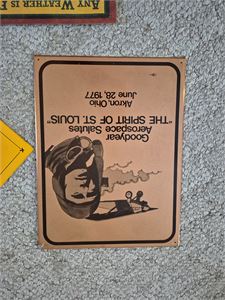 ANY WEATHER IS F
Goodyear
Aerospace Salutes
"THE SPIRIT OF ST. LOUIS"
Akron, Ohio
June 28, 1977